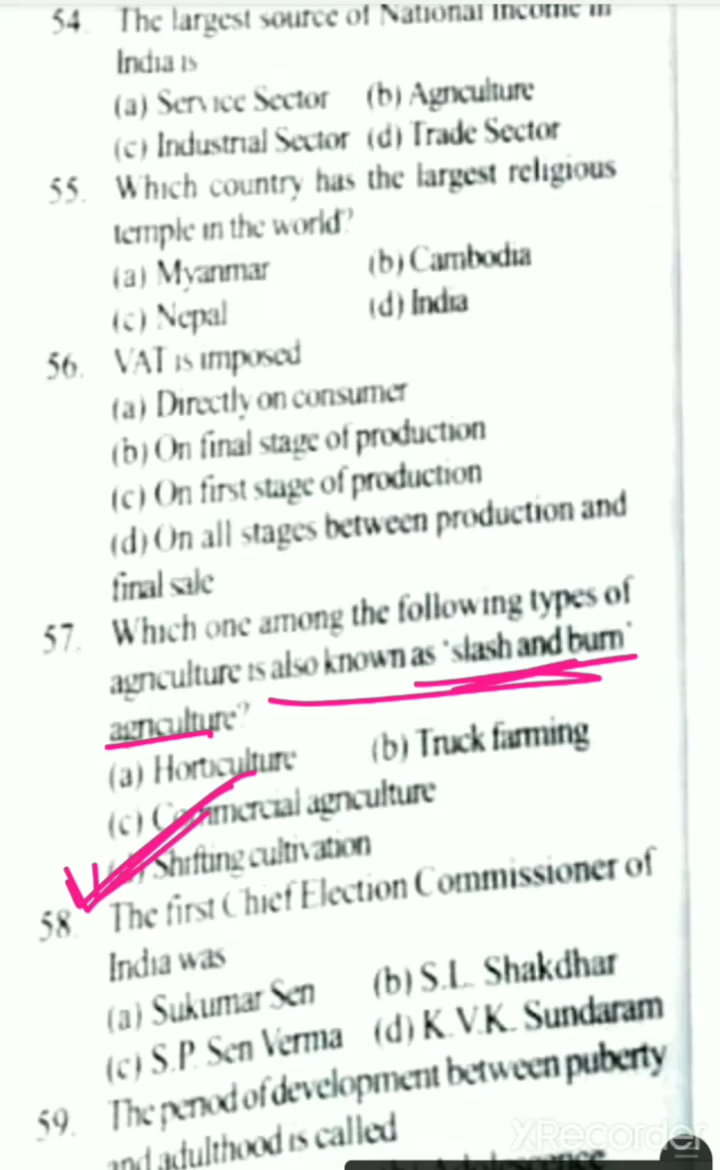 54. The largest source of National Income in
India is
(a) Service Sector (b) Agriculture
(c) Industrial Sector (d) Trade Sector
55. Which country has the largest religious
temple in the world?
(a) Myanmar (b) Cambodia
(c) Nepal (d) India
56. VAT is imposed
(a) Directly on consumer
(b) On final stage of production
(c) On first stage of production
(d) On all stages between production and
final sale
57. Which one among the following types of
agriculture is also known as 'slash and burn'
agriculture?
(a) Horticulture (b) Truck farming
(c) Commercial agriculture
(d) Shifting cultivation
58. The first Chief Election Commissioner of
India was
(a) Sukumar Sen (b) S.L. Shakdhar
(c) S.P. Sen Verma (d) K.V.K. Sundaram
59. The period of development between puberty
and adulthood is called
(b) Adolescence
XRecorder